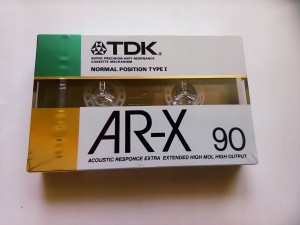 TDK
SUPER PRECISION ANTI-RESONANCE
CASSETTE MECHANISM
NORMAL POSITION TYPE I
AR-X 90
ACOUSTIC RESPONCE EXTRA EXTENDED HIGH MOL HIGH OUTPUT